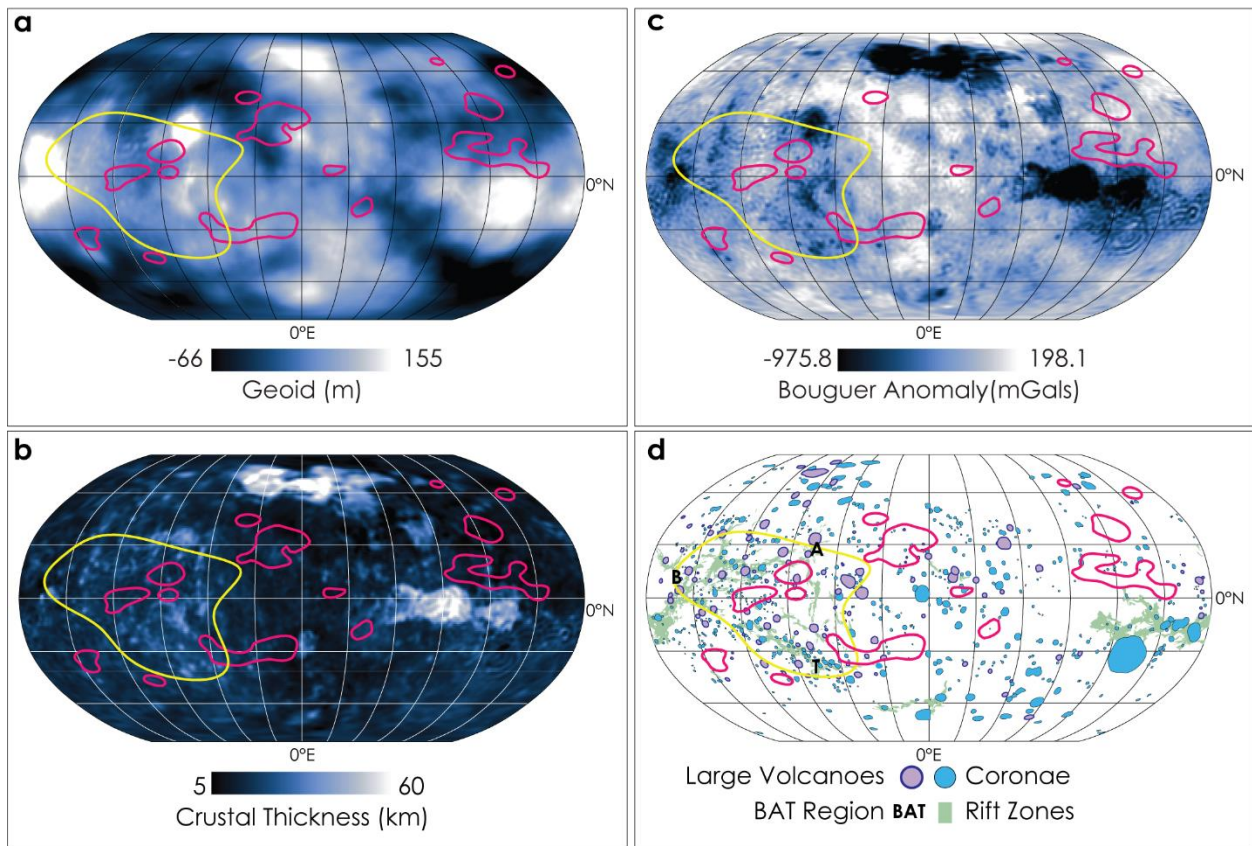 a
0°N
0°E
-66 155
Geoid (m)
c
0°N
0°E
-975.8 198.1
Bouguer Anomaly(mGals)
b
0°N
0°E
5 60
Crustal Thickness (km)
d
A
B
T
0°N
0°E
Large Volcanoes Coronae
BAT Region BAT Rift Zones